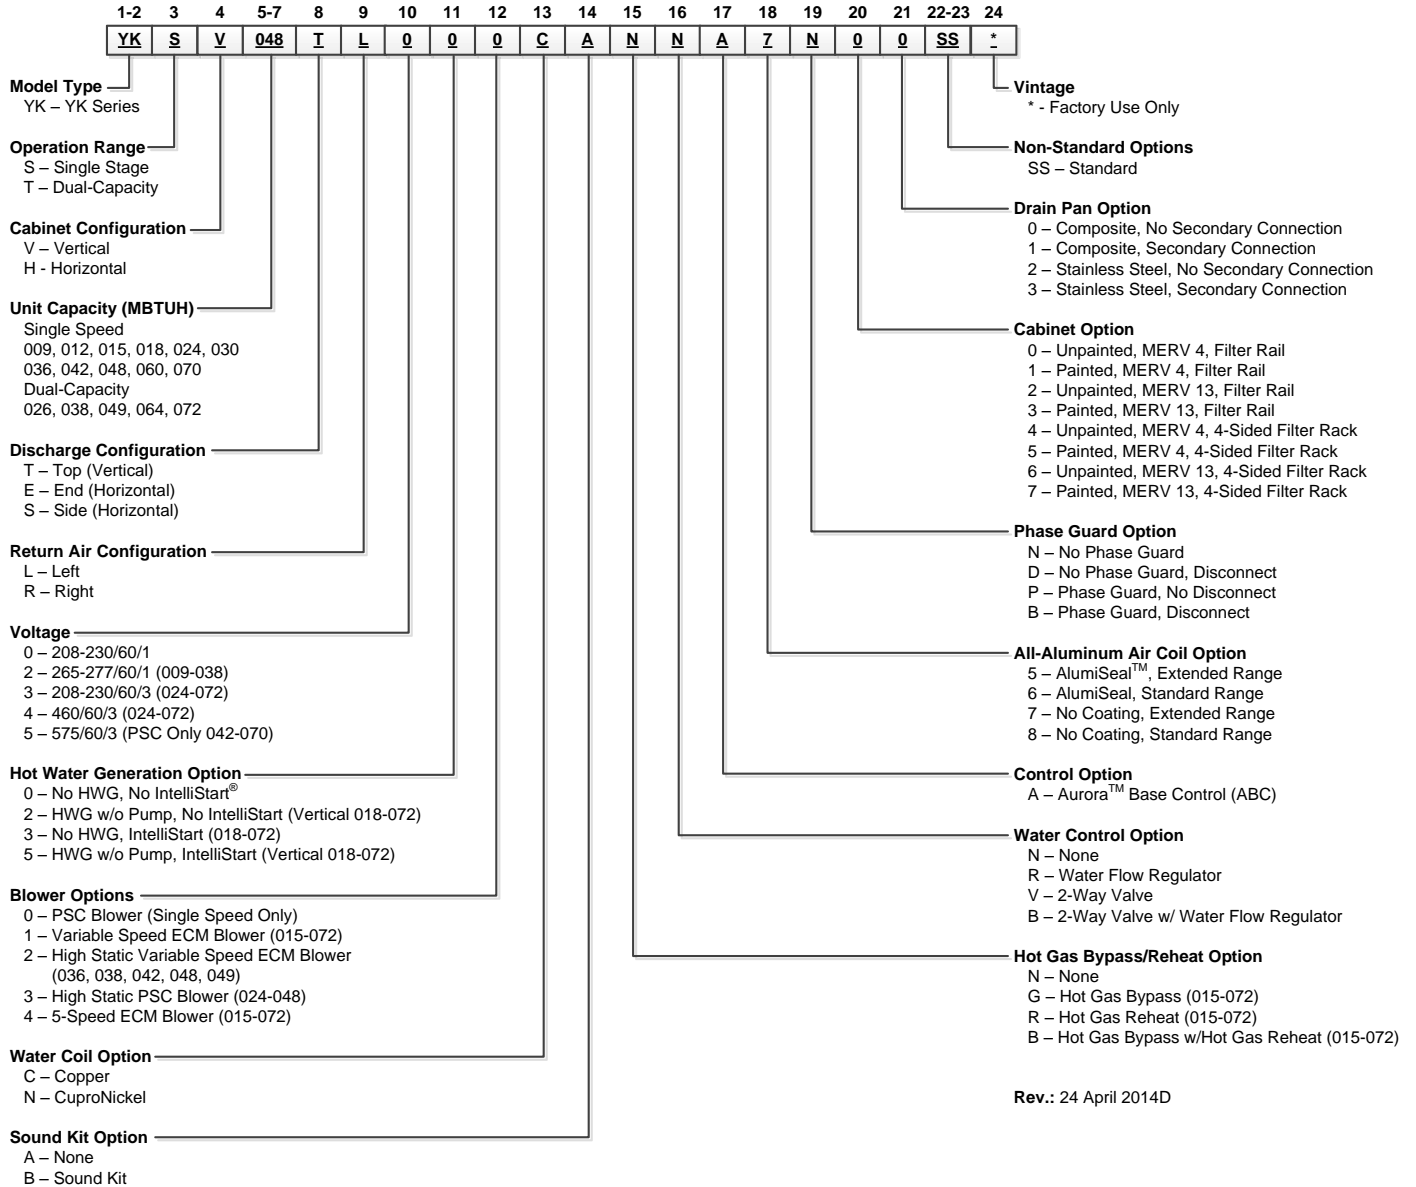 1-2 3 4 5-7 8 9 10 11 12 13 14 15 16 17 18 19 20 21 22-23 24
YK S V 048 T L 0 0 0 C A N N A 7 N 0 0 SS *
Model Type
YK – YK Series
Operation Range
S – Single Stage
T – Dual-Capacity
Cabinet Configuration
V – Vertical
H - Horizontal
Unit Capacity (MBTUH)
Single Speed
009, 012, 015, 018, 024, 030
036, 042, 048, 060, 070
Dual-Capacity
026, 038, 049, 064, 072
Discharge Configuration
T – Top (Vertical)
E – End (Horizontal)
S – Side (Horizontal)
Return Air Configuration
L – Left
R – Right
Voltage
0 – 208-230/60/1
2 – 265-277/60/1 (009-038)
3 – 208-230/60/3 (024-072)
4 – 460/60/3 (024-072)
5 – 575/60/3 (PSC Only 042-070)
Hot Water Generation Option
0 – No HWG, No IntelliStart®
2 – HWG w/o Pump, No IntelliStart (Vertical 018-072)
3 – No HWG, IntelliStart (018-072)
5 – HWG w/o Pump, IntelliStart (Vertical 018-072)
Blower Options
0 – PSC Blower (Single Speed Only)
1 – Variable Speed ECM Blower (015-072)
2 – High Static Variable Speed ECM Blower
(036, 038, 042, 048, 049)
3 – High Static PSC Blower (024-048)
4 – 5-Speed ECM Blower (015-072)
Water Coil Option
C – Copper
N – CuproNickel
Sound Kit Option
A – None
B – Sound Kit
Vintage
* - Factory Use Only
Non-Standard Options
SS – Standard
Drain Pan Option
0 – Composite, No Secondary Connection
1 – Composite, Secondary Connection
2 – Stainless Steel, No Secondary Connection
3 – Stainless Steel, Secondary Connection
Cabinet Option
0 – Unpainted, MERV 4, Filter Rail
1 – Painted, MERV 4, Filter Rail
2 – Unpainted, MERV 13, Filter Rail
3 – Painted, MERV 13, Filter Rail
4 – Unpainted, MERV 4, 4-Sided Filter Rack
5 – Painted, MERV 4, 4-Sided Filter Rack
6 – Unpainted, MERV 13, 4-Sided Filter Rack
7 – Painted, MERV 13, 4-Sided Filter Rack
Phase Guard Option
N – No Phase Guard
D – No Phase Guard, Disconnect
P – Phase Guard, No Disconnect
B – Phase Guard, Disconnect
All-Aluminum Air Coil Option
5 – AlumiSeal™, Extended Range
6 – AlumiSeal, Standard Range
7 – No Coating, Extended Range
8 – No Coating, Standard Range
Control Option
A – Aurora™ Base Control (ABC)
Water Control Option
N – None
R – Water Flow Regulator
V – 2-Way Valve
B – 2-Way Valve w/ Water Flow Regulator
Hot Gas Bypass/Reheat Option
N – None
G – Hot Gas Bypass (015-072)
R – Hot Gas Reheat (015-072)
B – Hot Gas Bypass w/Hot Gas Reheat (015-072)
Rev.: 24 April 2014D